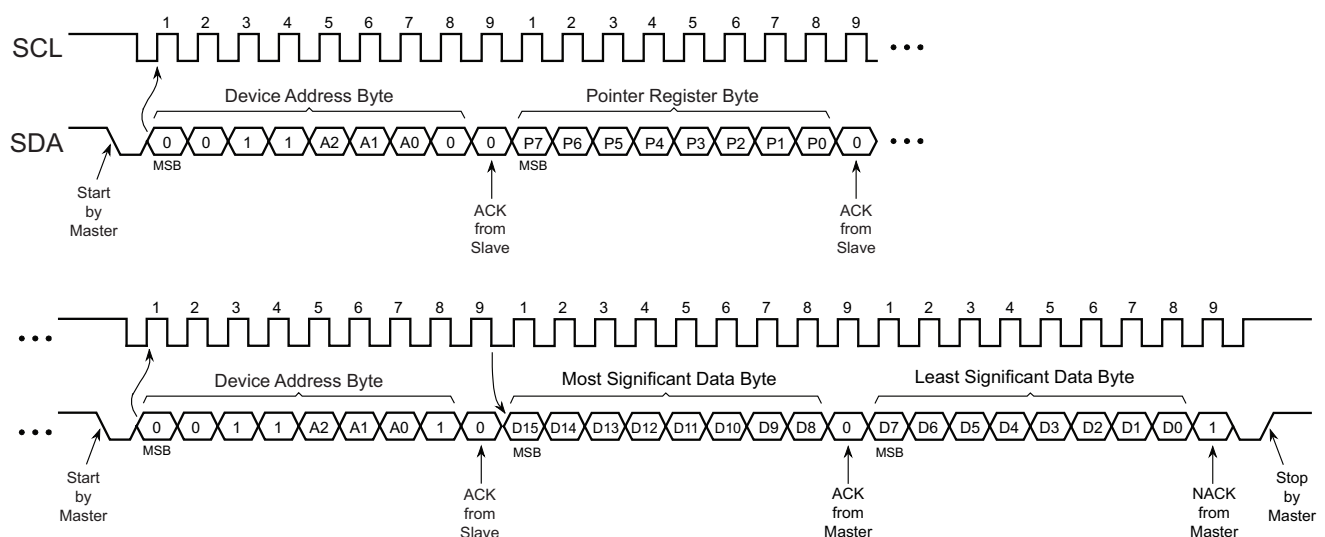 1 2 3 4 5 6 7 8 9 1 2 3 4 5 6 7 8 9
SCL
Device Address Byte Pointer Register Byte
SDA 0 0 1 1 A2 A1 A0 0 0 P7 P6 P5 P4 P3 P2 P1 P0 0
MSB MSB
Start
by
Master
ACK
from
Slave
ACK
from
Slave
1 2 3 4 5 6 7 8 9 1 2 3 4 5 6 7 8 9 1 2 3 4 5 6 7 8 9
Device Address Byte Most Significant Data Byte Least Significant Data Byte
0 0 1 1 A2 A1 A0 1 0 D15 D14 D13 D12 D11 D10 D9 D8 0 D7 D6 D5 D4 D3 D2 D1 D0 1
MSB MSB MSB
Start
by
Master
ACK
from
Slave
ACK
from
Master
NACK
from
Master
Stop
by
Master